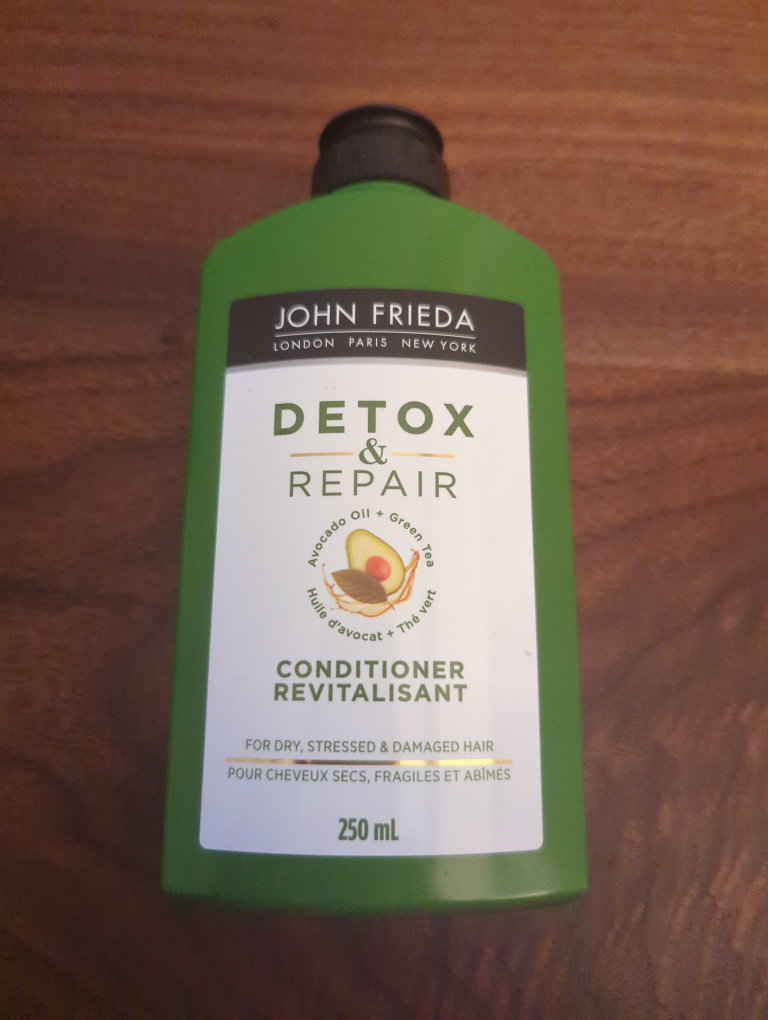 JOHN FRIEDA
LONDON PARIS NEW YORK
DETOX
&
REPAIR
Avocado Oil + Green Tea
Huile d'avocat + Thé vert
CONDITIONER
REVITALISANT
FOR DRY, STRESSED & DAMAGED HAIR
POUR CHEVEUX SECS, FRAGILES ET ABÎMÉS
250 mL